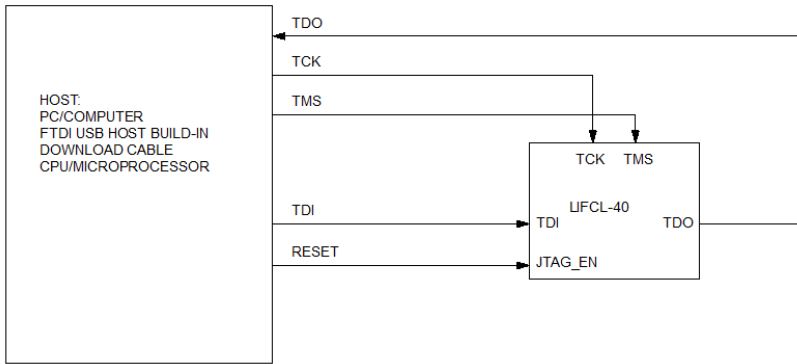 TDO
TCK
HOST:
PC/COMPUTER
TMS
FTDI USB HOST BUILD-IN
DOWNLOAD CABLE
CPU/MICROPROCESSOR
TCK TMS
LIFCL-40
TDI
TDI
TDO
RESET
JTAG_EN